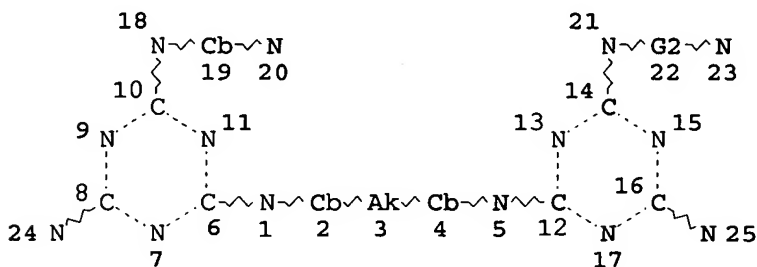 18 21
N Cb N N G2 N
19 20 22 23
10 14
C C
9 N N 11 13 N N 15
8 16
C C N Cb Ak Cb N C C
6 1 2 3 4 5 12
24 N N N N 25
7 17